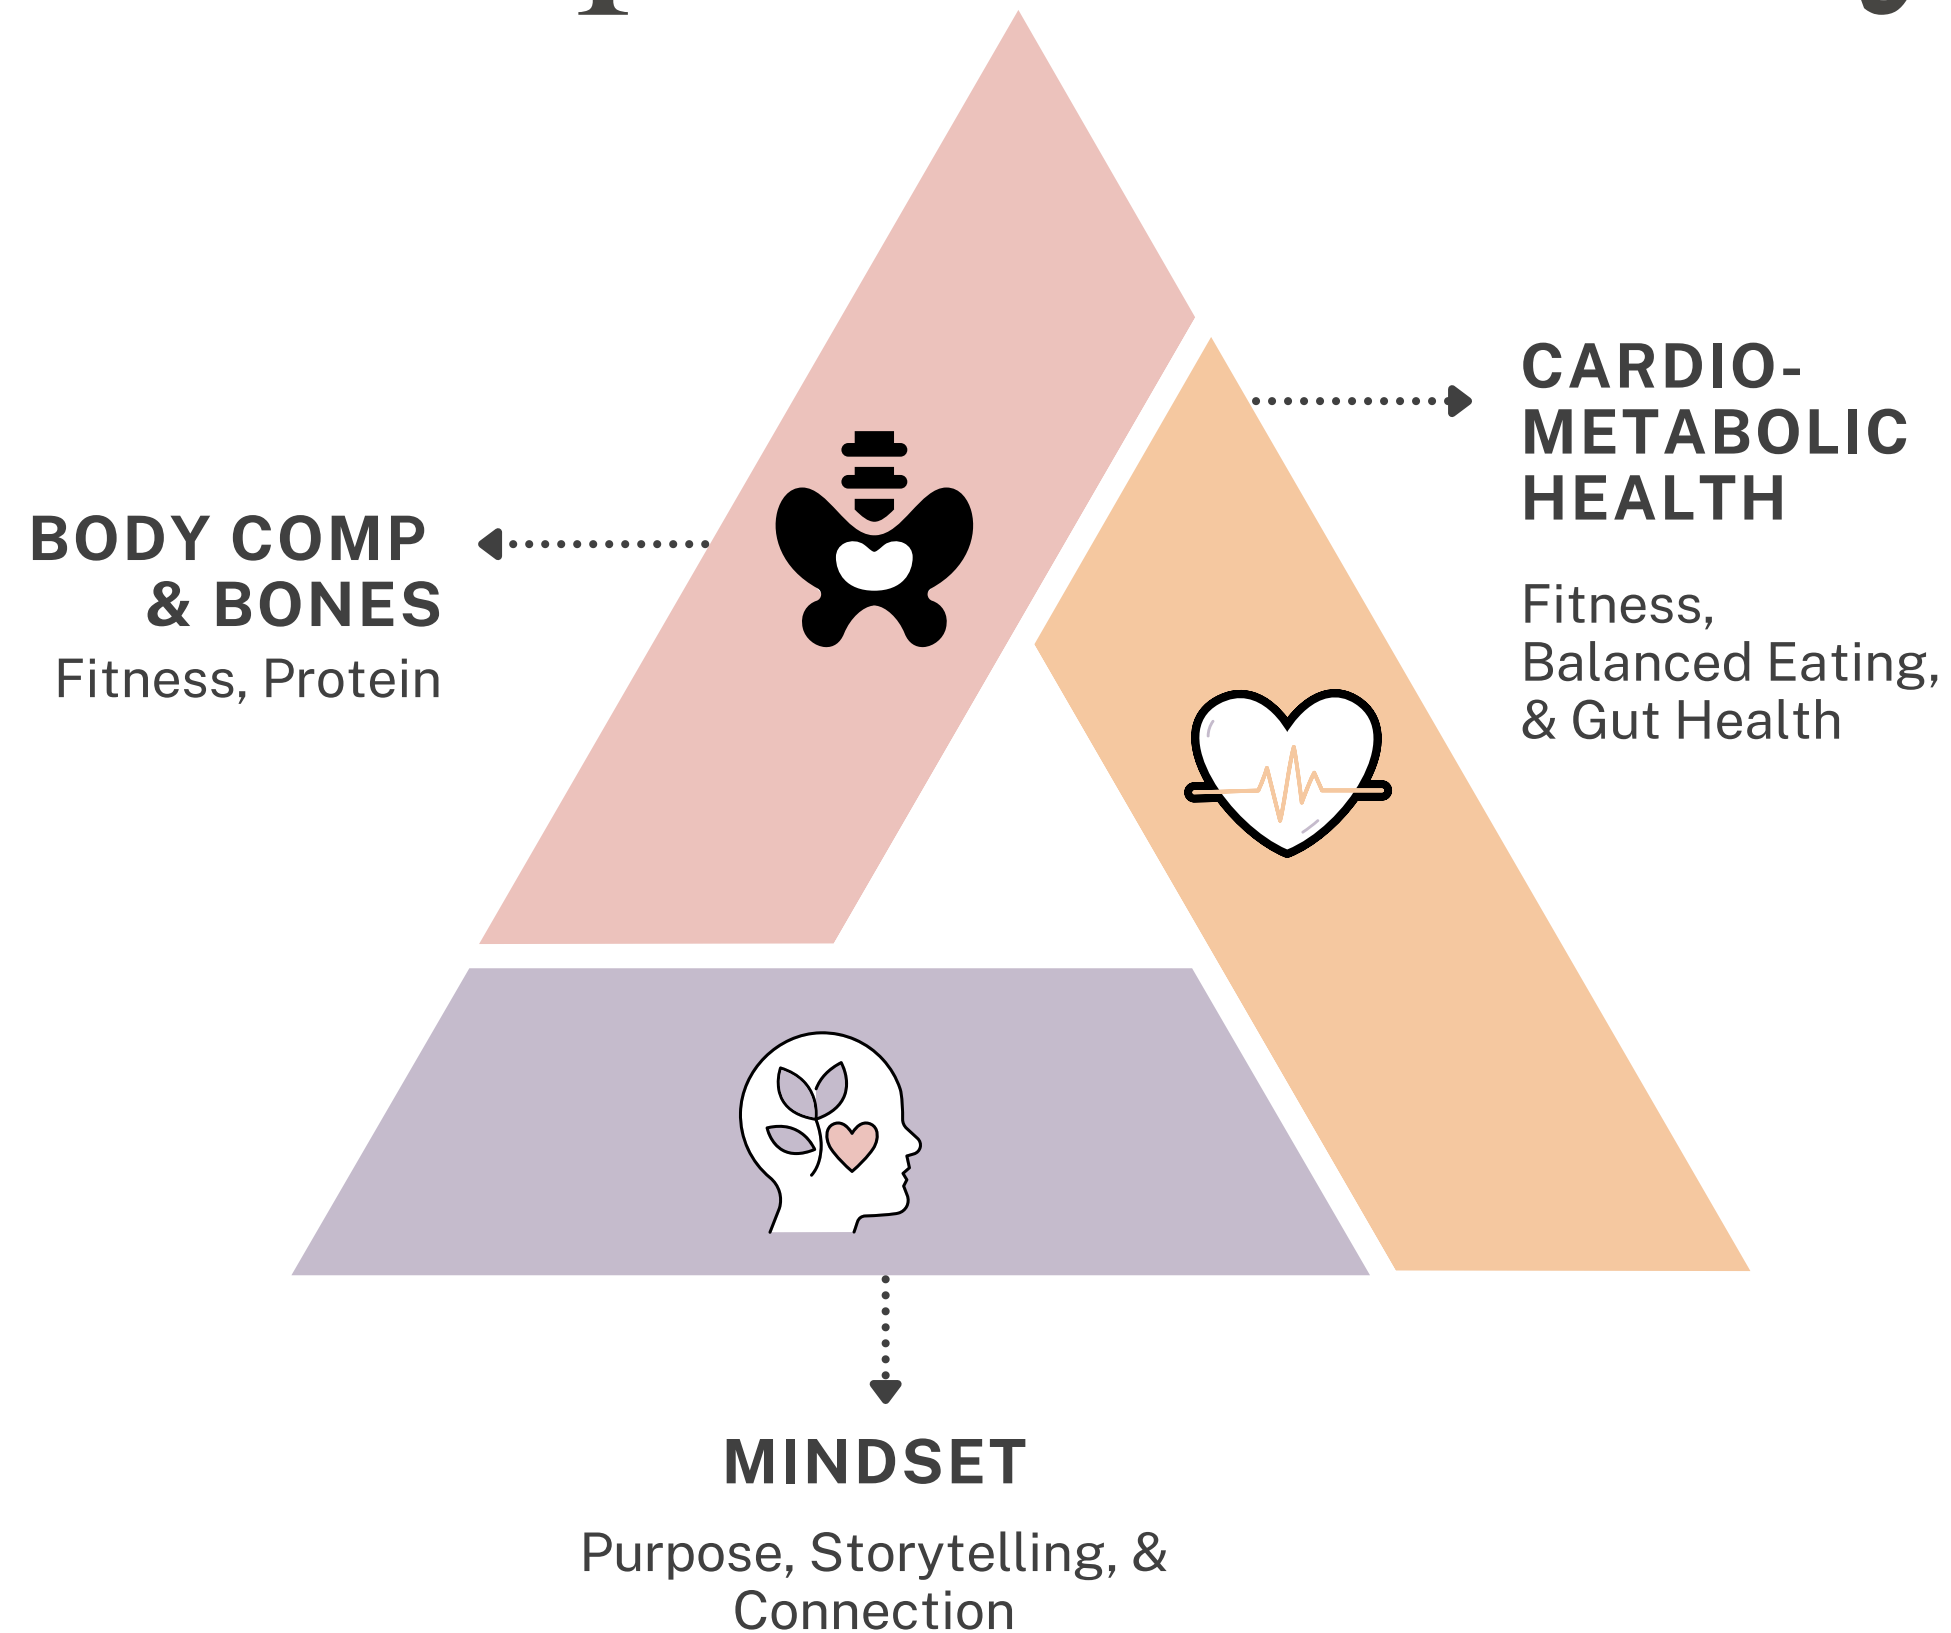 BODY COMP
& BONES
Fitness, Protein
CARDIO-
METABOLIC
HEALTH
Fitness,
Balanced Eating,
& Gut Health
MINDSET
Purpose, Storytelling, &
Connection